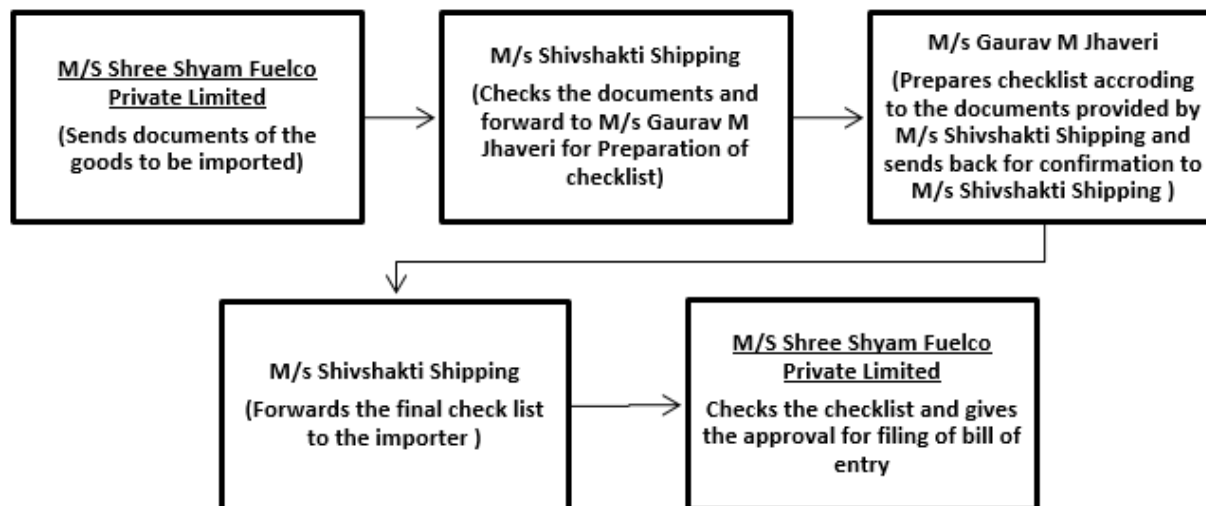 M/S Shree Shyam Fuelco
Private Limited
(Sends documents of the
goods to be imported)
M/s Shivshakti Shipping
(Checks the documents and
forward to M/s Gaurav M
Jhaveri for Preparation of
checklist)
M/s Gaurav M Jhaveri
(Prepares checklist accroding
to the documents provided by
M/s Shivshakti Shipping and
sends back for confirmation to
M/s Shivshakti Shipping )
M/s Shivshakti Shipping
(Forwards the final check list
to the importer )
M/S Shree Shyam Fuelco
Private Limited
Checks the checklist and gives
the approval for filing of bill of
entry